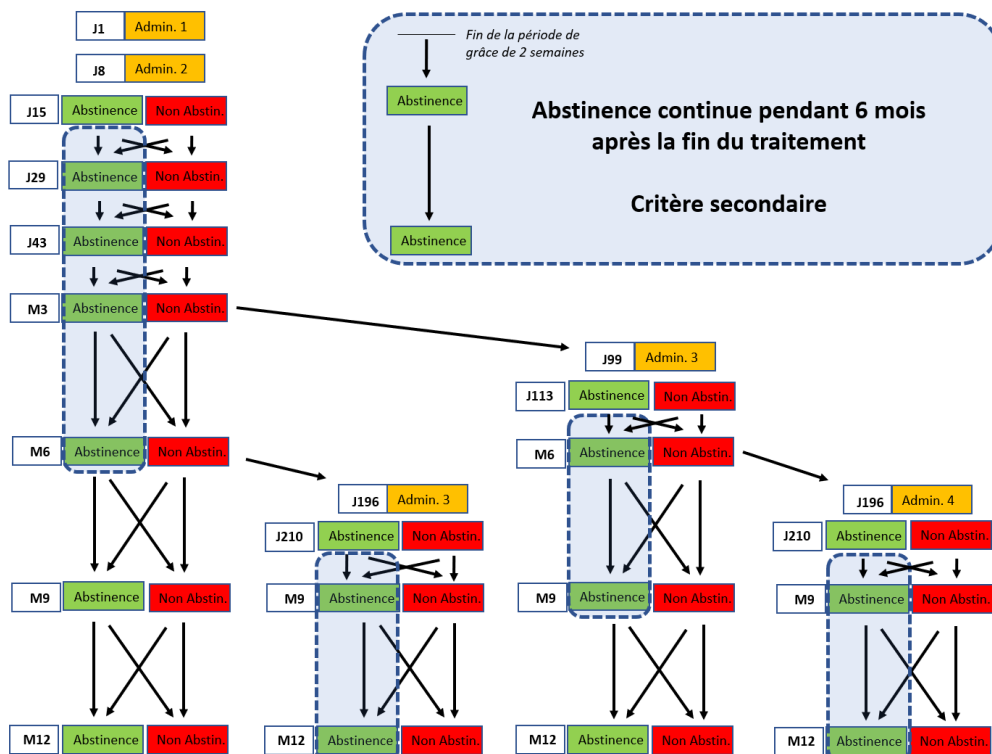 J1 Admin. 1
J8 Admin. 2
Fin de la période de
grâce de 2 semaines
Abstinence
Abstinence continue pendant 6 mois
après la fin du traitement
Critère secondaire
Abstinence
J15 Abstinence Non Abstin.
J29 Abstinence Non Abstin.
J43 Abstinence Non Abstin.
M3 Abstinence Non Abstin.
J99 Admin. 3
J113 Abstinence Non Abstin.
M6 Abstinence Non Abstin.
M6 Abstinence Non Abstin.
J196 Admin. 3
J196 Admin. 4
J210 Abstinence Non Abstin.
J210 Abstinence Non Abstin.
M9 Abstinence Non Abstin.
M9 Abstinence Non Abstin.
M9 Abstinence Non Abstin.
M9 Abstinence Non Abstin.
M12 Abstinence Non Abstin.
M12 Abstinence Non Abstin.
M12 Abstinence Non Abstin.
M12 Abstinence Non Abstin.